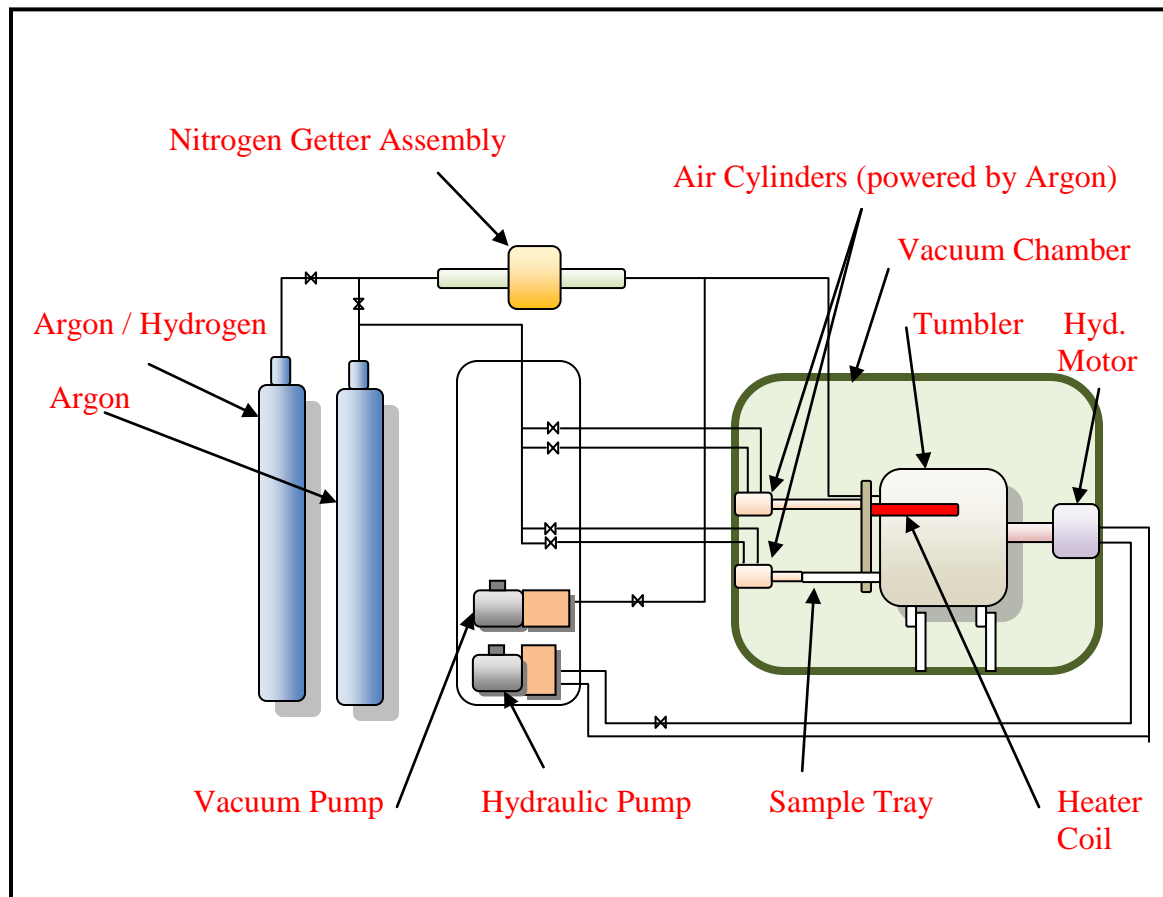 Nitrogen Getter Assembly
Air Cylinders (powered by Argon)
Vacuum Chamber
Argon / Hydrogen
Tumbler
Hyd.
Motor
Argon
Vacuum Pump
Hydraulic Pump
Sample Tray
Heater
Coil